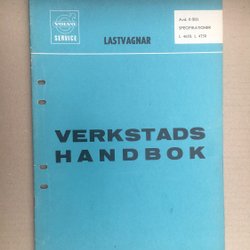 VOLVO
SERVICE
LASTVAGNAR
SPECIFIKATIONER
VERKSTADS
HANDBOK